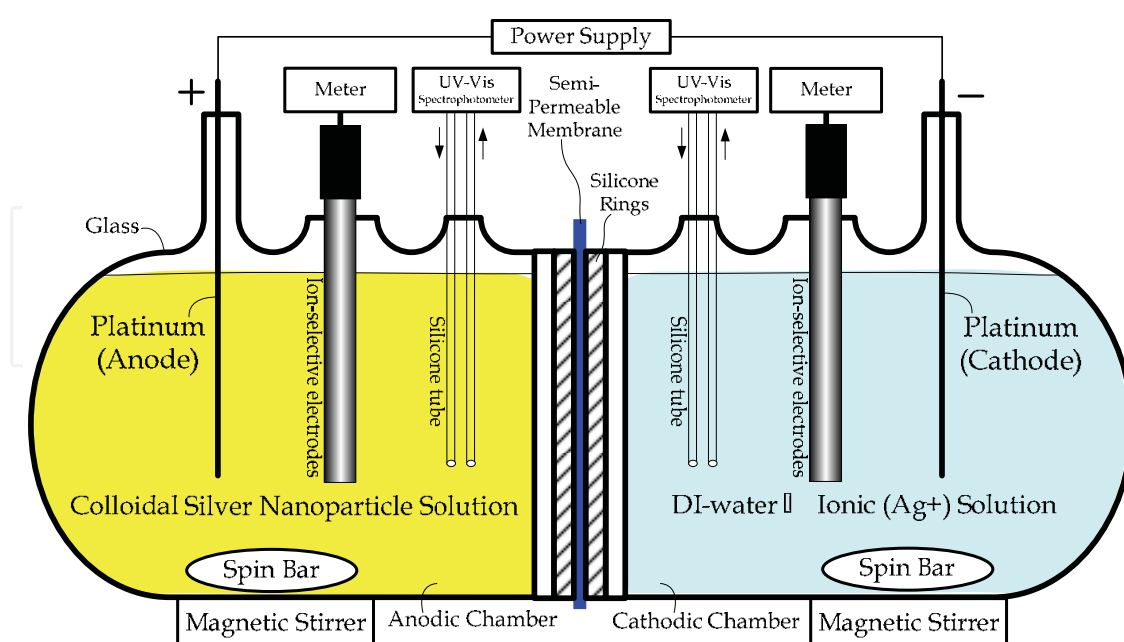 Power Supply
+
Meter
UV-Vis
Spectrophotometer
Semi-
Permeable
Membrane
UV-Vis
Spectrophotometer
Meter
−
Silicone
Rings
Glass
Platinum
(Anode)
Ion-selective electrodes
Silicone tube
Silicone tube
Ion-selective electrodes
Platinum
(Cathode)
Colloidal Silver Nanoparticle Solution
DI-water ▯ Ionic (Ag+) Solution
Spin Bar
Spin Bar
Magnetic Stirrer
Anodic Chamber
Cathodic Chamber
Magnetic Stirrer